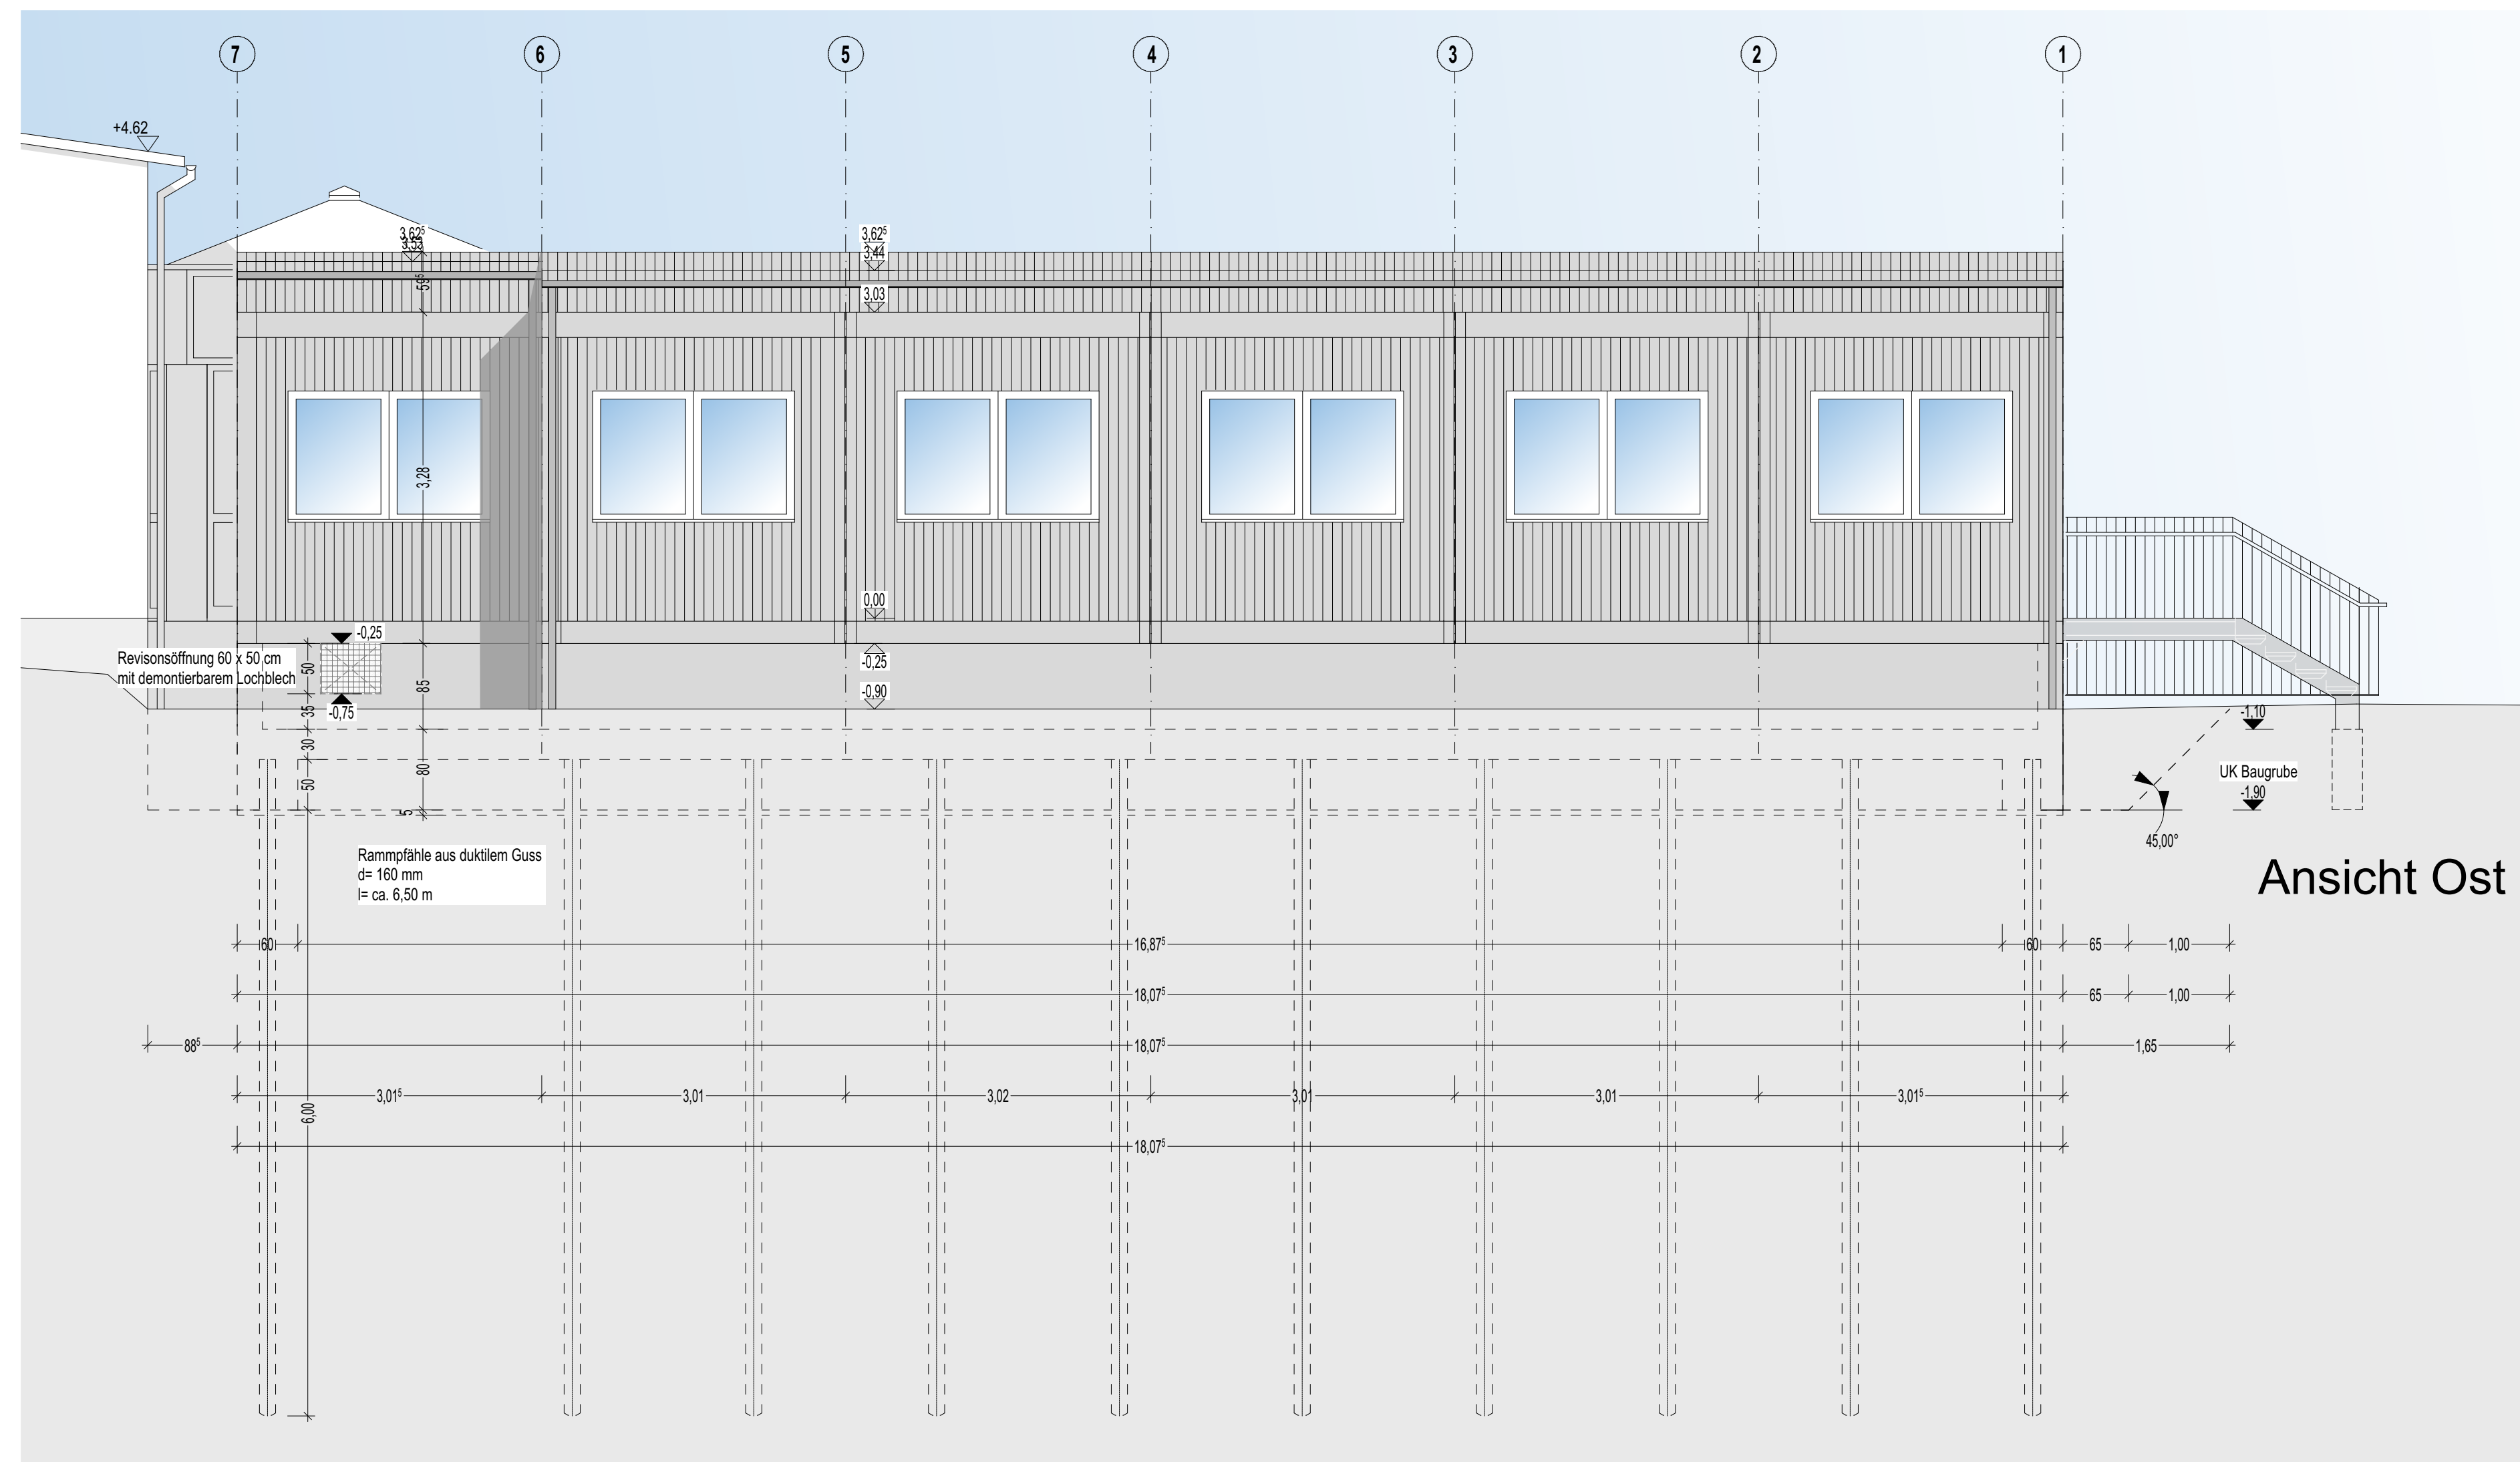 7 6 5 4 3 2 1
+4.62
3,62⁵
3,62⁵
3,44
59⁵
3,03
3,28
0,00
-0,25
Revisonsöffnung 60 x 50 cm
mit demontierbarem Lochblech
50
85
-0,25
-0,90
35
-0,75
30
80
50
5
-1,10
UK Baugrube
-1,90
45,00°
Rammpfähle aus duktilem Guss
d= 160 mm
l= ca. 6,50 m
Ansicht Ost
60 16,87⁵ 60 65 1,00
18,07⁵ 65 1,00
88⁵ 18,07⁵ 1,65
6,00
3,01⁵ 3,01 3,02 3,01 3,01 3,01⁵
18,07⁵